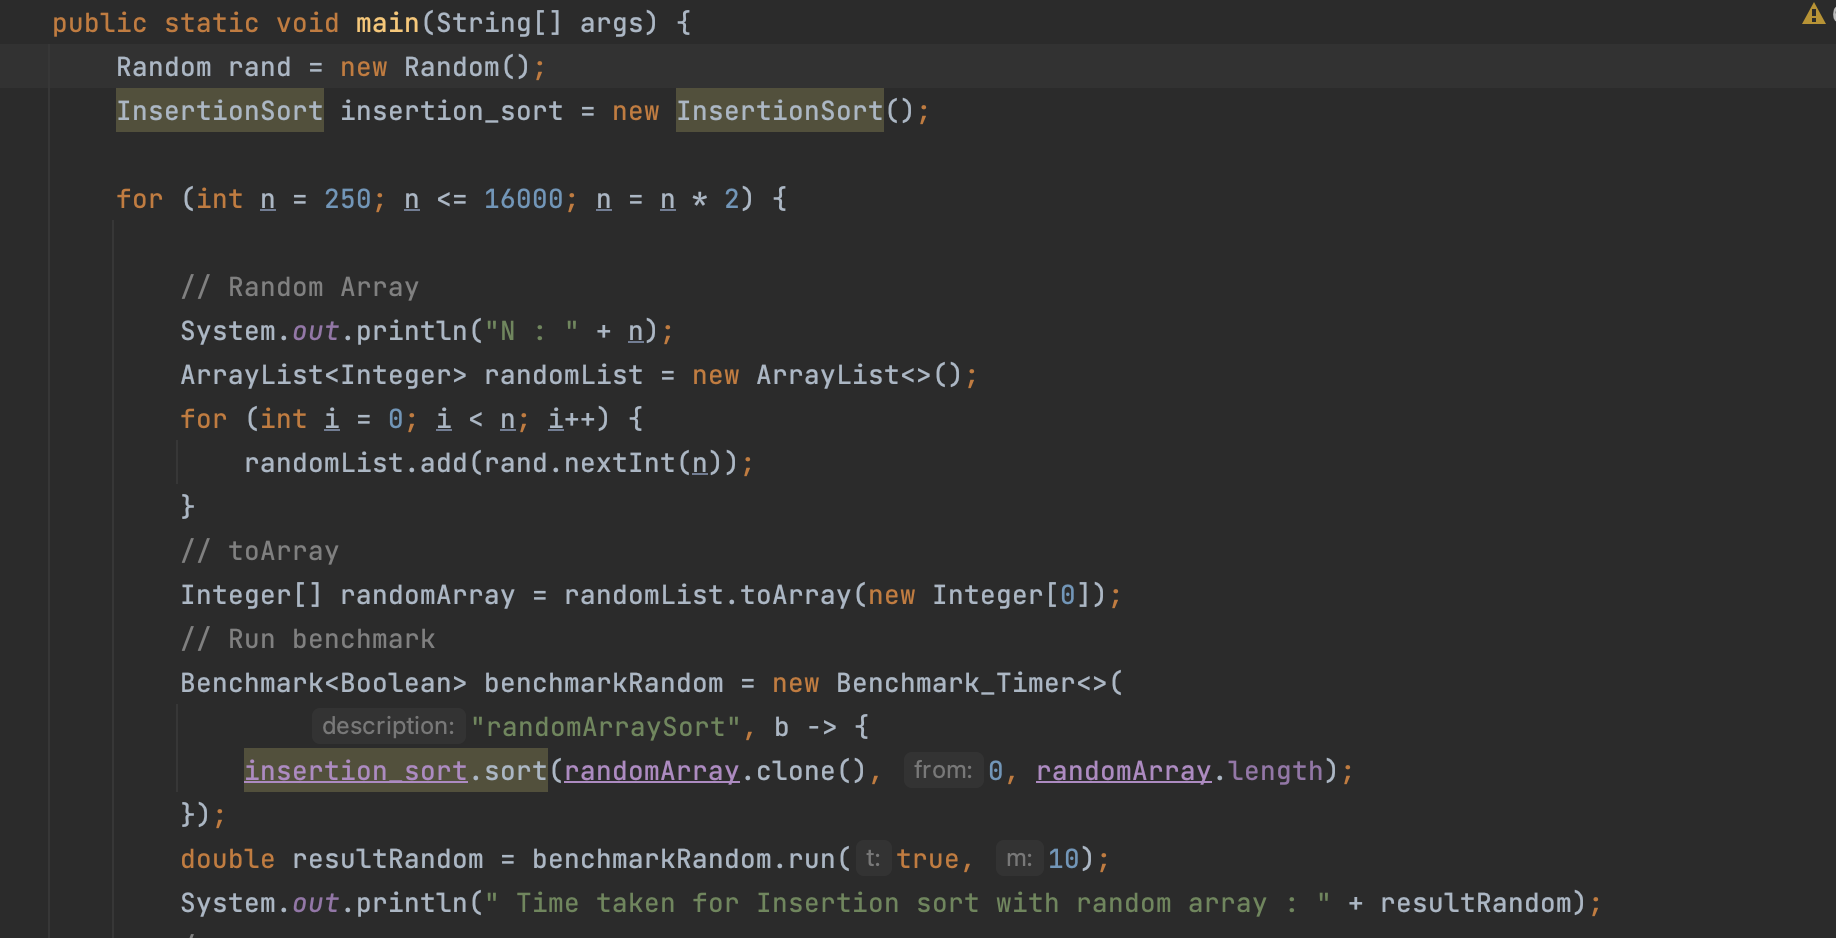 public static void main(String[] args) {
Random rand = new Random();
InsertionSort insertion_sort = new InsertionSort();
for (int n = 250; n <= 16000; n = n * 2) {
// Random Array
System.out.println("N : " + n);
ArrayList<Integer> randomList = new ArrayList<>();
for (int i = 0; i < n; i++) {
randomList.add(rand.nextInt(n));
}
// toArray
Integer[] randomArray = randomList.toArray(new Integer[0]);
// Run benchmark
Benchmark<Boolean> benchmarkRandom = new Benchmark_Timer<>(
description: "randomArraySort", b -> {
insertion_sort.sort(randomArray.clone(), from: 0, randomArray.length);
});
double resultRandom = benchmarkRandom.run( t: true, m: 10);
System.out.println(" Time taken for Insertion sort with random array : " + resultRandom);